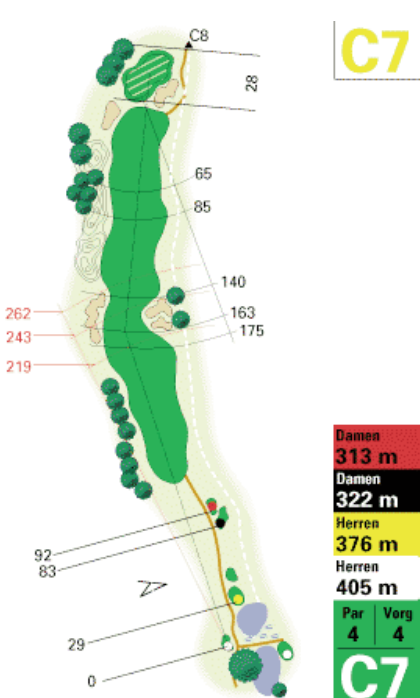 C8
C7
28
65
85
140
262
163
243
175
219
Damen
313 m
Damen
322 m
Herren
376 m
92
83
Herren
405 m
Par Vorg
4 4
29
0
C7